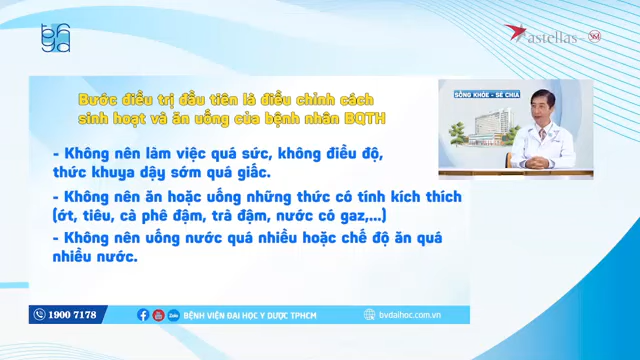 astellas
SỐNG KHỎE - SẺ CHIA
Bước điều trị đầu tiên là điều chỉnh cách
sinh hoạt và ăn uống của bệnh nhân BQTH
- Không nên làm việc quá sức, không điều độ,
thức khuya dậy sớm quá giấc.
- Không nên ăn hoặc uống những thức có tính kích thích
(ớt, tiêu, cà phê đậm, trà đậm, nước có gaz,...)
- Không nên uống nước quá nhiều hoặc chế độ ăn quá
nhiều nước.
1900 7178
Zalo
BỆNH VIỆN ĐẠI HỌC Y DƯỢC TPHCM
bvdaihoc.com.vn